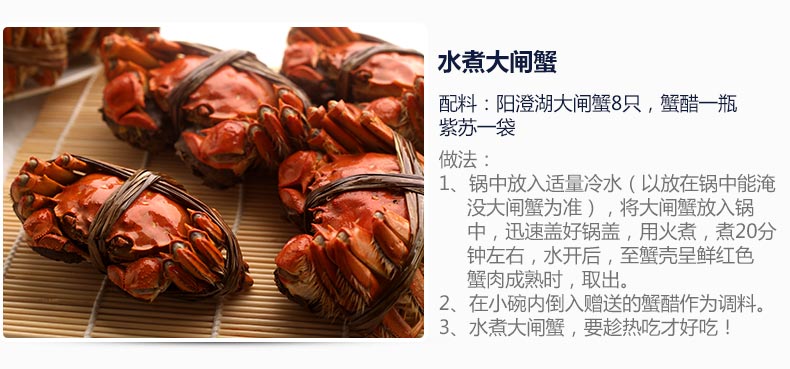 水煮大闸蟹
配料：阳澄湖大闸蟹8只，蟹醋一瓶
紫苏一袋
做法：
1、锅中放入适量冷水（以放在锅中能淹
没大闸蟹为准），将大闸蟹放入锅
中，迅速盖好锅盖，用火煮，煮20分
钟左右，水开后，至蟹壳呈鲜红色
蟹肉成熟时，取出。
2、在小碗内倒入赠送的蟹醋作为调料。
3、水煮大闸蟹，要趁热吃才好吃！